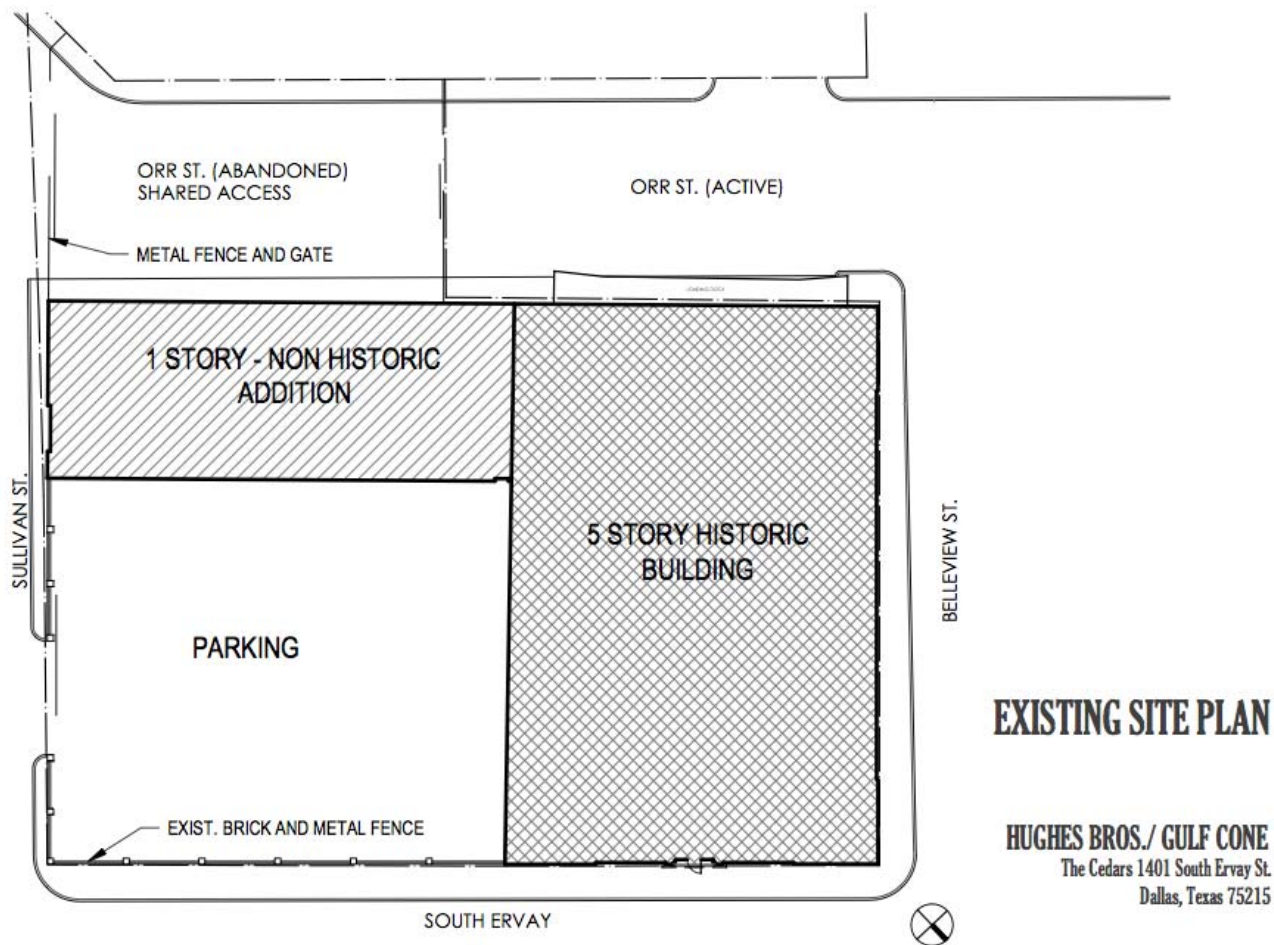 ORR ST. (ABANDONED)
SHARED ACCESS
ORR ST. (ACTIVE)
METAL FENCE AND GATE
1 STORY - NON HISTORIC
ADDITION
SULLIVAN ST.
5 STORY HISTORIC
BUILDING
BELLEVIEW ST.
PARKING
EXIST. BRICK AND METAL FENCE
SOUTH ERVAY
EXISTING SITE PLAN
HUGHES BROS./ GULF CONE
The Cedars 1401 South Ervay St.
Dallas, Texas 75215